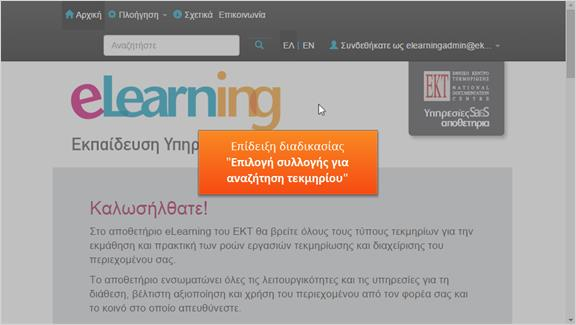 Αρχική Πλοήγηση Σχετικά Επικοινωνία
Αναζητήστε ΕΛ | EN Συνδεθήκατε ως elearningadmin@ek...
eLearning
Εκπαίδευση Υπηρ
ΕΚΤ ΕΘΝΙΚΟ ΚΕΝΤΡΟ ΤΕΚΜΗΡΙΩΣΗΣ
NATIONAL DOCUMENTATION CENTRE
Υπηρεσίες SaaS
αποθετήρια
Επίδειξη διαδικασίας
"Επιλογή συλλογής για
αναζήτηση τεκμηρίου"
Καλωσήλθατε!
Στο αποθετήριο eLearning του ΕΚΤ θα βρείτε όλους τους τύπους τεκμηρίων για την
εκμάθηση και πρακτική των ροών εργασιών τεκμηρίωσης και διαχείρισης του
περιεχομένου σας.
Το αποθετήριο ενσωματώνει όλες τις λειτουργικότητες και τις υπηρεσίες για τη
διάθεση, βέλτιστη αξιοποίηση και χρήση του περιεχομένου από τον φορέα σας και
το κοινό στο οποίο απευθύνεστε.